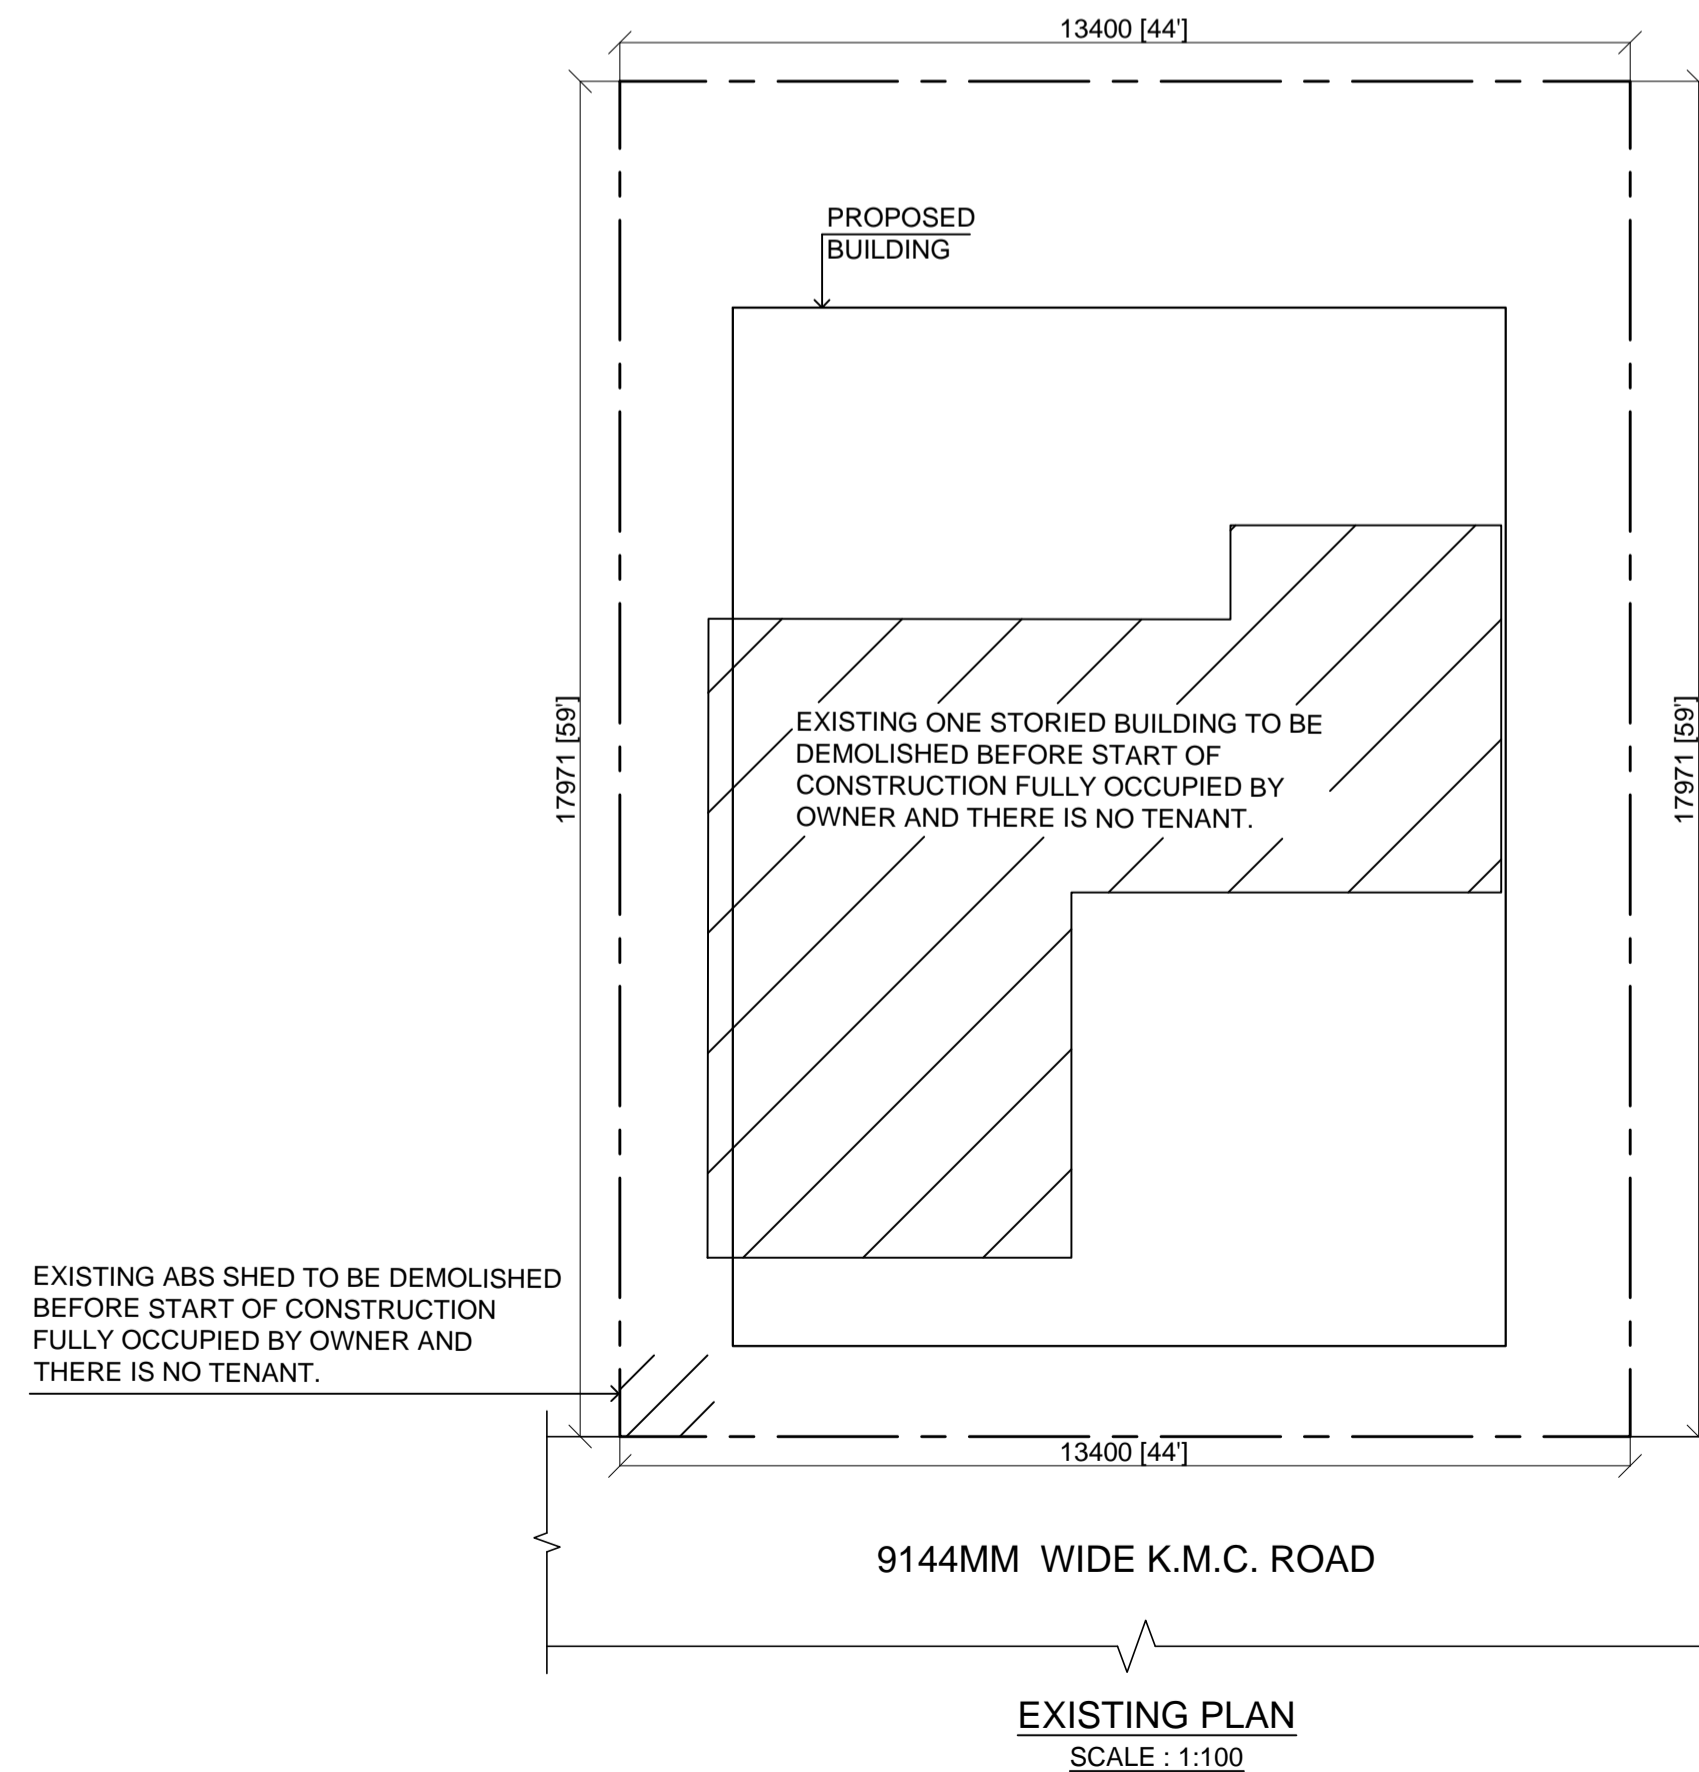 13400 [44']
PROPOSED
BUILDING
17971 [59']
17971 [59']
EXISTING ONE STORIED BUILDING TO BE
DEMOLISHED BEFORE START OF
CONSTRUCTION FULLY OCCUPIED BY
OWNER AND THERE IS NO TENANT.
EXISTING ABS SHED TO BE DEMOLISHED
BEFORE START OF CONSTRUCTION
FULLY OCCUPIED BY OWNER AND
THERE IS NO TENANT.
13400 [44']
9144MM WIDE K.M.C. ROAD
EXISTING PLAN
SCALE : 1:100